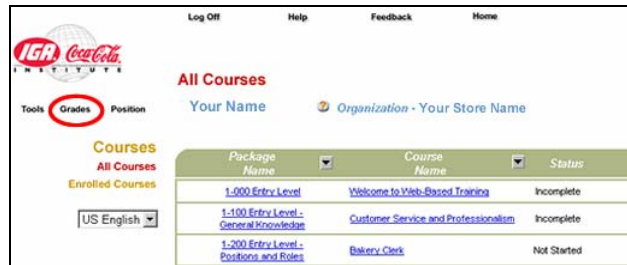 Log Off Help Feedback Home
IGA Coca-Cola
INSTITUTE
All Courses
Tools Grades Position
Your Name ? Organization - Your Store Name
Courses
All Courses
Enrolled Courses
US English
Package Name Course Name Status
1-000 Entry Level Welcome to Web-Based Training Incomplete
1-100 Entry Level -
General Knowledge Customer Service and Professionalism Incomplete
1-200 Entry Level -
Positions and Roles Bakery Clerk Not Started